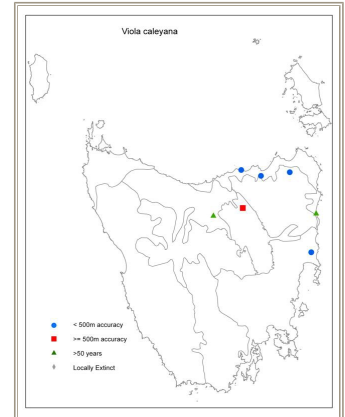 Viola caleyana
< 500m accuracy
>= 500m accuracy
>50 years
Locally Extinct